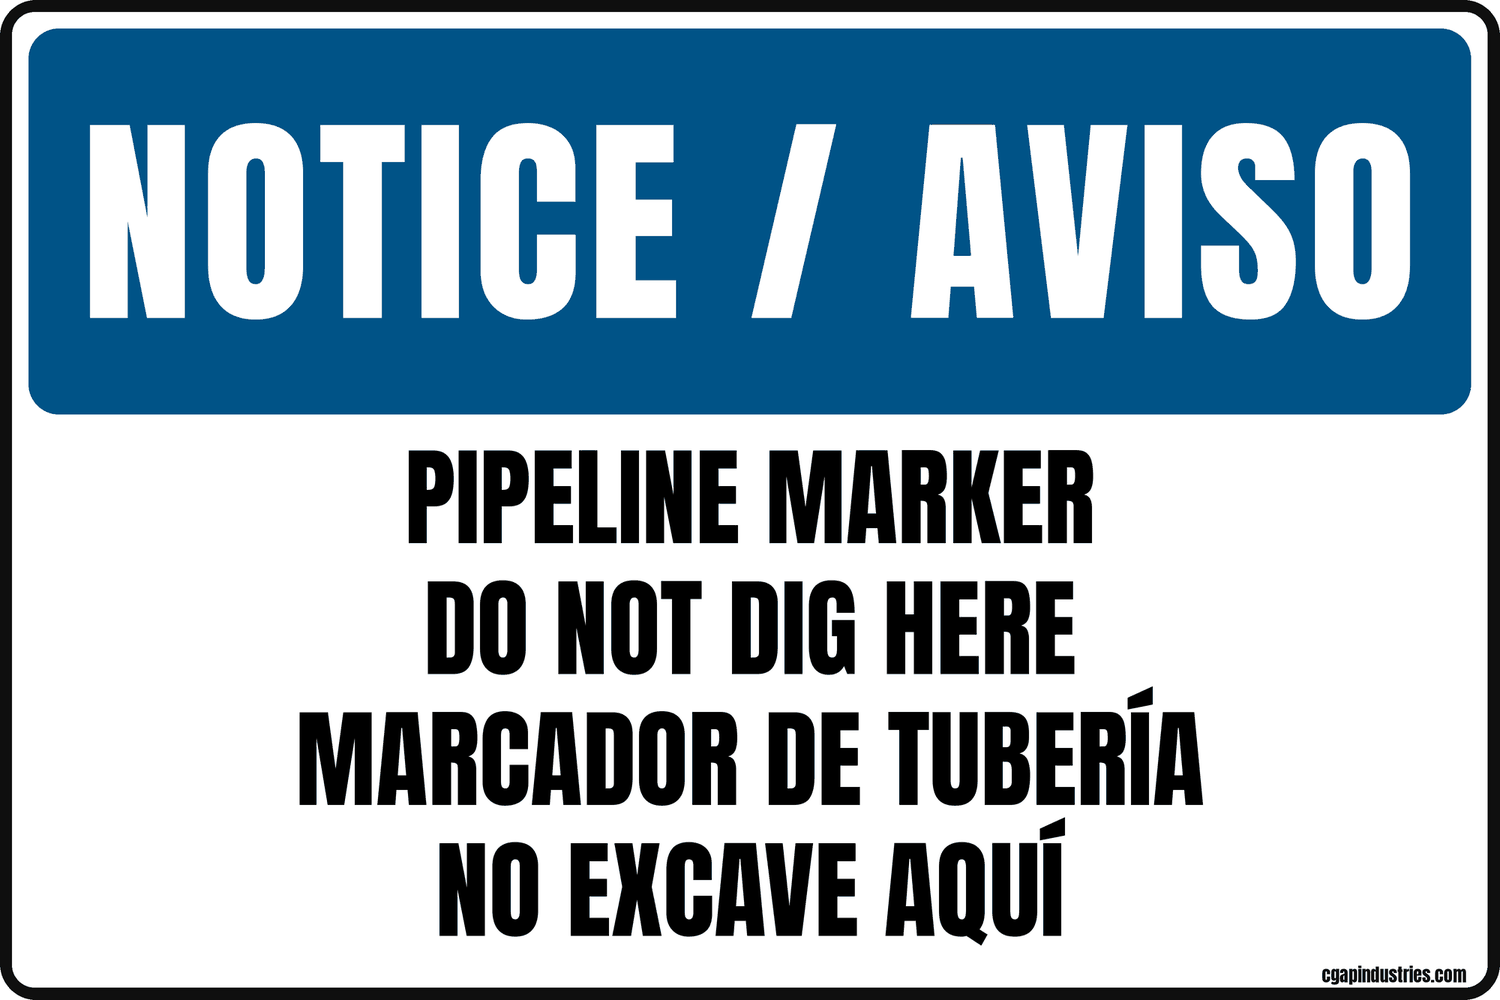 NOTICE / AVISO
PIPELINE MARKER
DO NOT DIG HERE
MARCADOR DE TUBERÍA
NO EXCAVE AQUÍ
cgapindustries.com